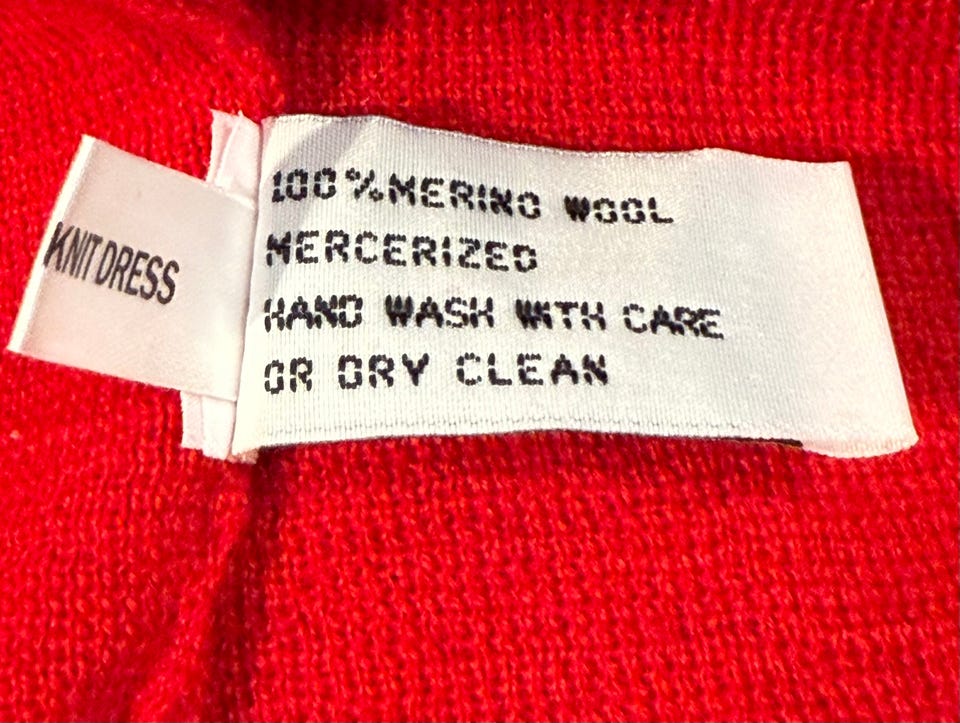 KNIT DRESS
100%MERINO WOOL
MERCERIZED
HAND WASH WITH CARE
OR DRY CLEAN